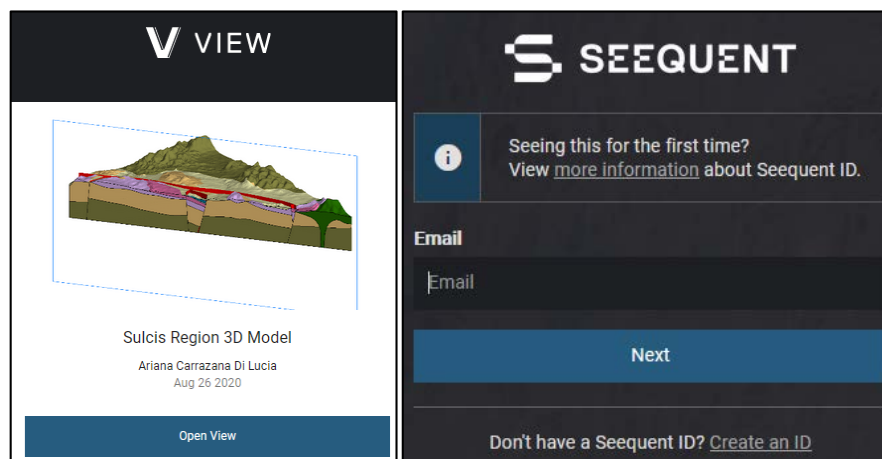 VIEW
Sulcis Region 3D Model
Ariana Carrazana Di Lucia
Aug 26 2020
Open View
SEEQUENT
Seeing this for the first time?
View more information about Seequent ID.
Email
Email
Next
Don't have a Seequent ID? Create an ID